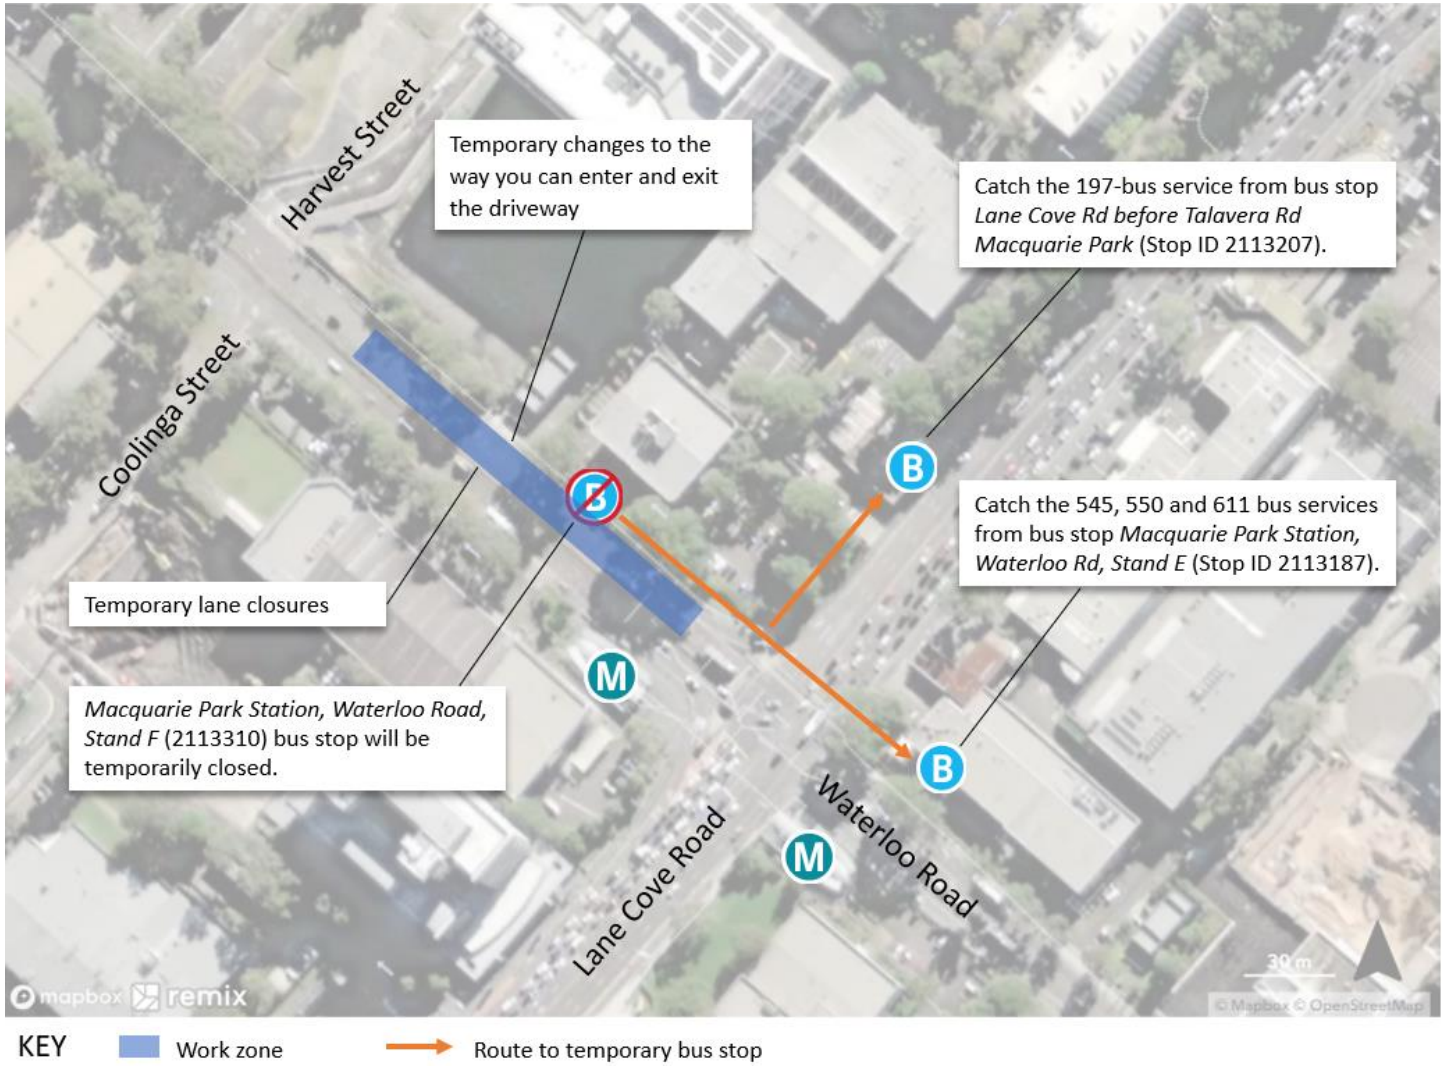 Harvest Street
Temporary changes to the
way you can enter and exit
the driveway
Catch the 197-bus service from bus stop
Lane Cove Rd before Talavera Rd
Macquarie Park (Stop ID 2113207).
Coolinga Street
B
B
Catch the 545, 550 and 611 bus services
from bus stop Macquarie Park Station,
Waterloo Rd, Stand E (Stop ID 2113187).
Temporary lane closures
M
Macquarie Park Station, Waterloo Road,
Stand F (2113310) bus stop will be
temporarily closed.
B
Waterloo Road
M
Lane Cove Road
30 m
mapbox remix
© Mapbox © OpenStreetMap
KEY
Work zone
Route to temporary bus stop